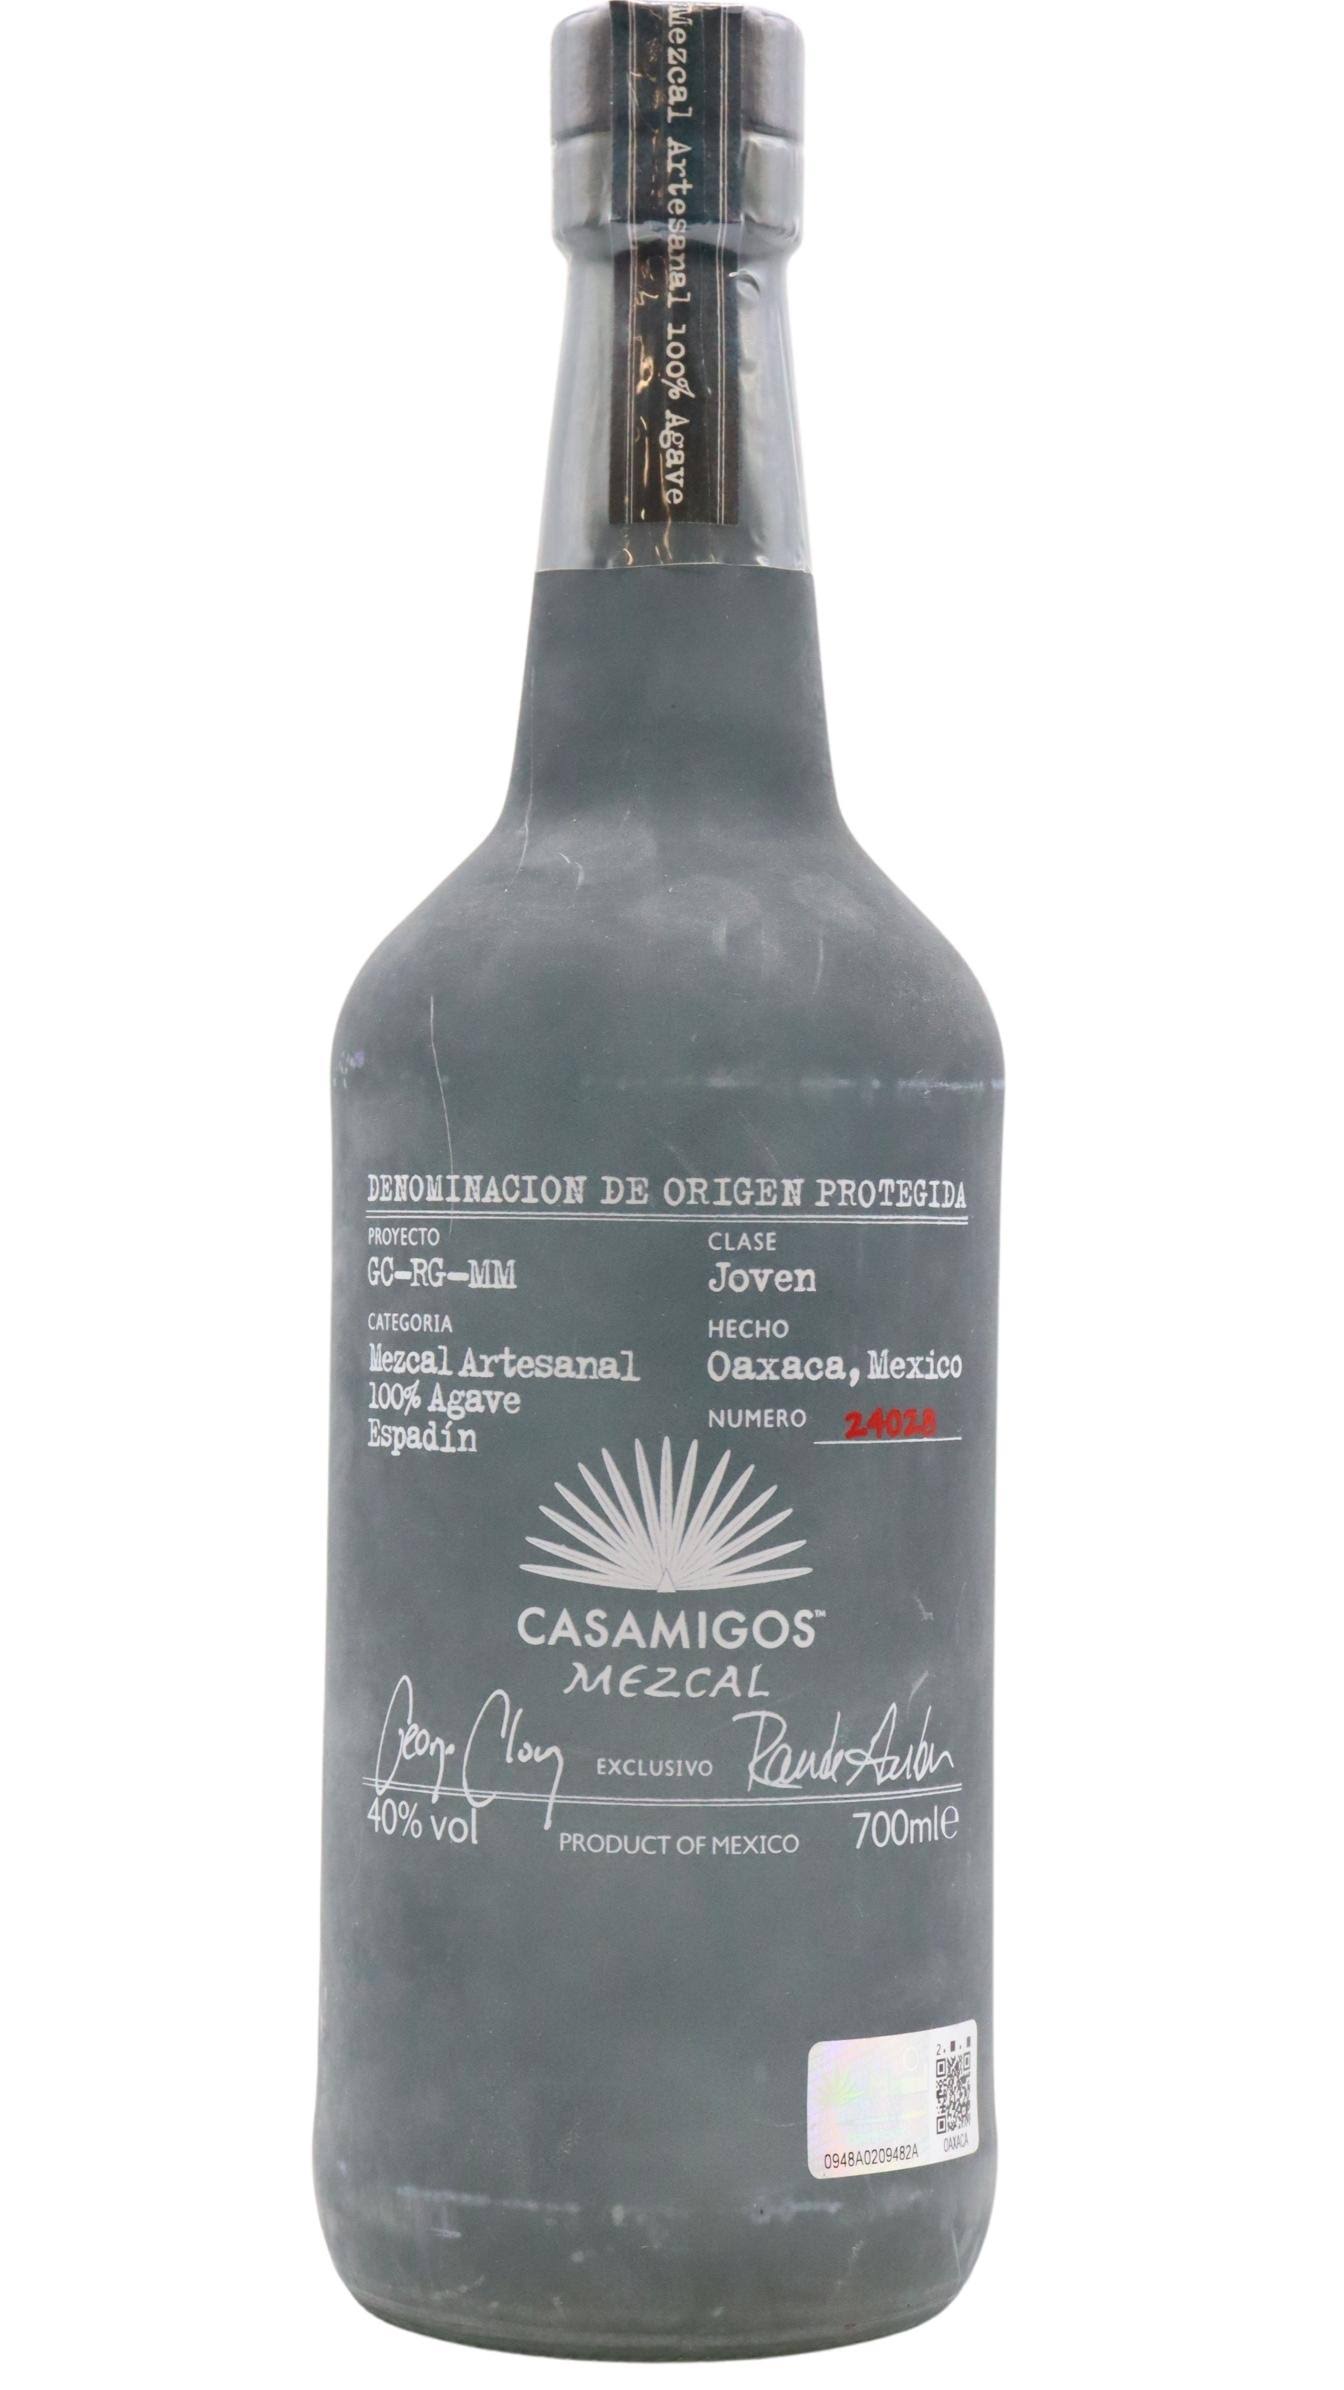 Mezcal Artesanal 100% Agave
DENOMINACION DE ORIGEN PROTEGIDA
PROYECTO
GC-RG-MM
CLASE
Joven
CATEGORIA
Mezcal Artesanal
100% Agave
Espadín
HECHO
Oaxaca, Mexico
NUMERO 24028
CASAMIGOS™
MEZCAL
EXCLUSIVO
40% vol
PRODUCT OF MEXICO
700ml℮
0948A0209482A
OAXACA